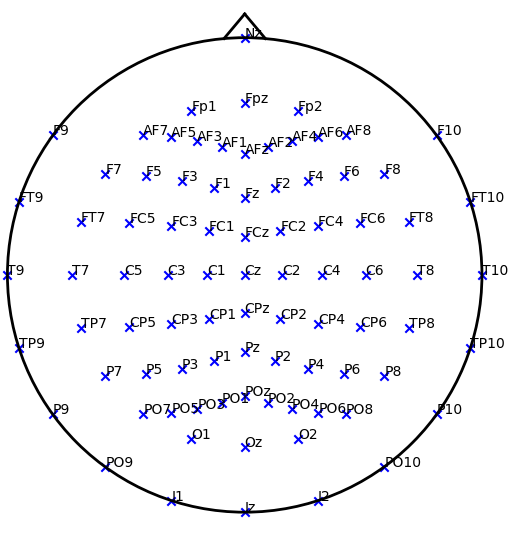 Nz
Fp1 Fpz Fp2
F9 AF7 AF5 AF3 AF1 AFz AF2 AF4 AF6 AF8 F10
F7 F5 F3 F1 Fz F2 F4 F6 F8
FT9 FT7 FC5 FC3 FC1 FCz FC2 FC4 FC6 FT8 FT10
T9 T7 C5 C3 C1 Cz C2 C4 C6 T8 T10
TP9 TP7 CP5 CP3 CP1 CPz CP2 CP4 CP6 TP8 TP10
P7 P5 P3 P1 Pz P2 P4 P6 P8
P9 PO7 PO5 PO3 PO1 POz PO2 PO4 PO6 PO8 P10
O1 Oz O2
PO9 PO10
I1 Iz I2